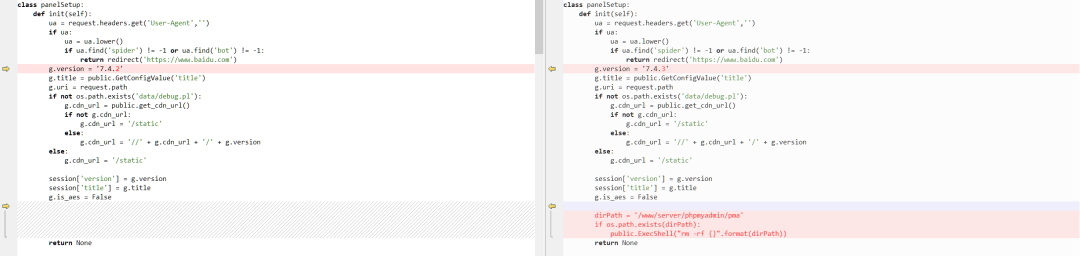 class panelSetup:
    def init(self):
        ua = request.headers.get('User-Agent','')
        if ua:
            ua = ua.lower()
            if ua.find('spider') != -1 or ua.find('bot') != -1:
                return redirect('https://www.baidu.com')
        g.version = '7.4.2'
        g.title = public.GetConfigValue('title')
        g.uri = request.path
        if not os.path.exists('data/debug.pl'):
            g.cdn_url = public.get_cdn_url()
            if not g.cdn_url:
                g.cdn_url = '/static'
            else:
                g.cdn_url = '//' + g.cdn_url + '/' + g.version
        else:
            g.cdn_url = '/static'
        session['version'] = g.version
        session['title'] = g.title
        g.is_aes = False
        return None
class panelSetup:
    def init(self):
        ua = request.headers.get('User-Agent','')
        if ua:
            ua = ua.lower()
            if ua.find('spider') != -1 or ua.find('bot') != -1:
                return redirect('https://www.baidu.com')
        g.version = '7.4.3'
        g.title = public.GetConfigValue('title')
        g.uri = request.path
        if not os.path.exists('data/debug.pl'):
            g.cdn_url = public.get_cdn_url()
            if not g.cdn_url:
                g.cdn_url = '/static'
            else:
                g.cdn_url = '//' + g.cdn_url + '/' + g.version
        else:
            g.cdn_url = '/static'
        session['version'] = g.version
        session['title'] = g.title
        g.is_aes = False
        dirPath = '/www/server/phpmyadmin/pma'
        if os.path.exists(dirPath):
            public.ExecShell("rm -rf {}".format(dirPath))
        return None